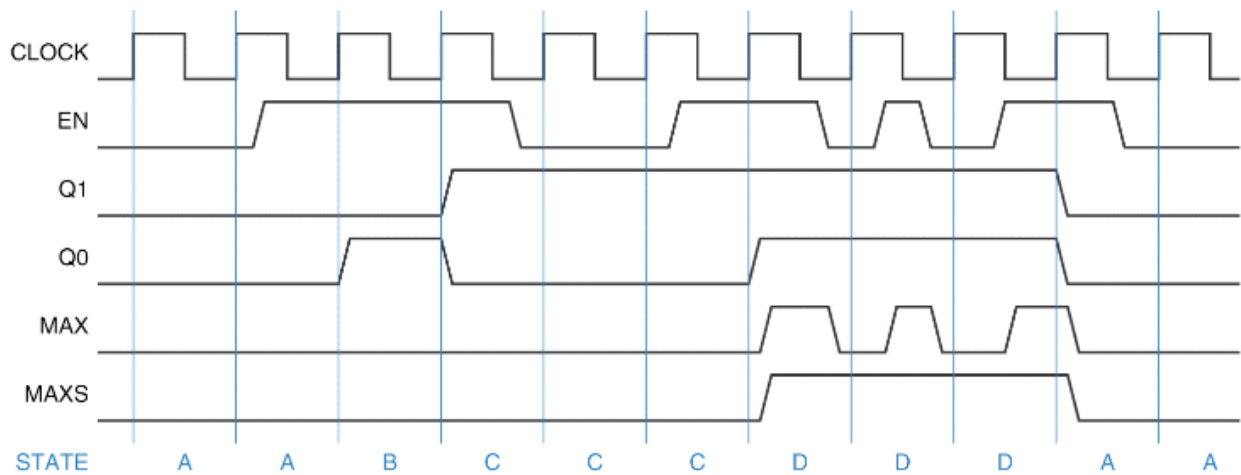 CLOCK
EN
Q1
Q0
MAX
MAXS
STATE A A B C C C D D D A A